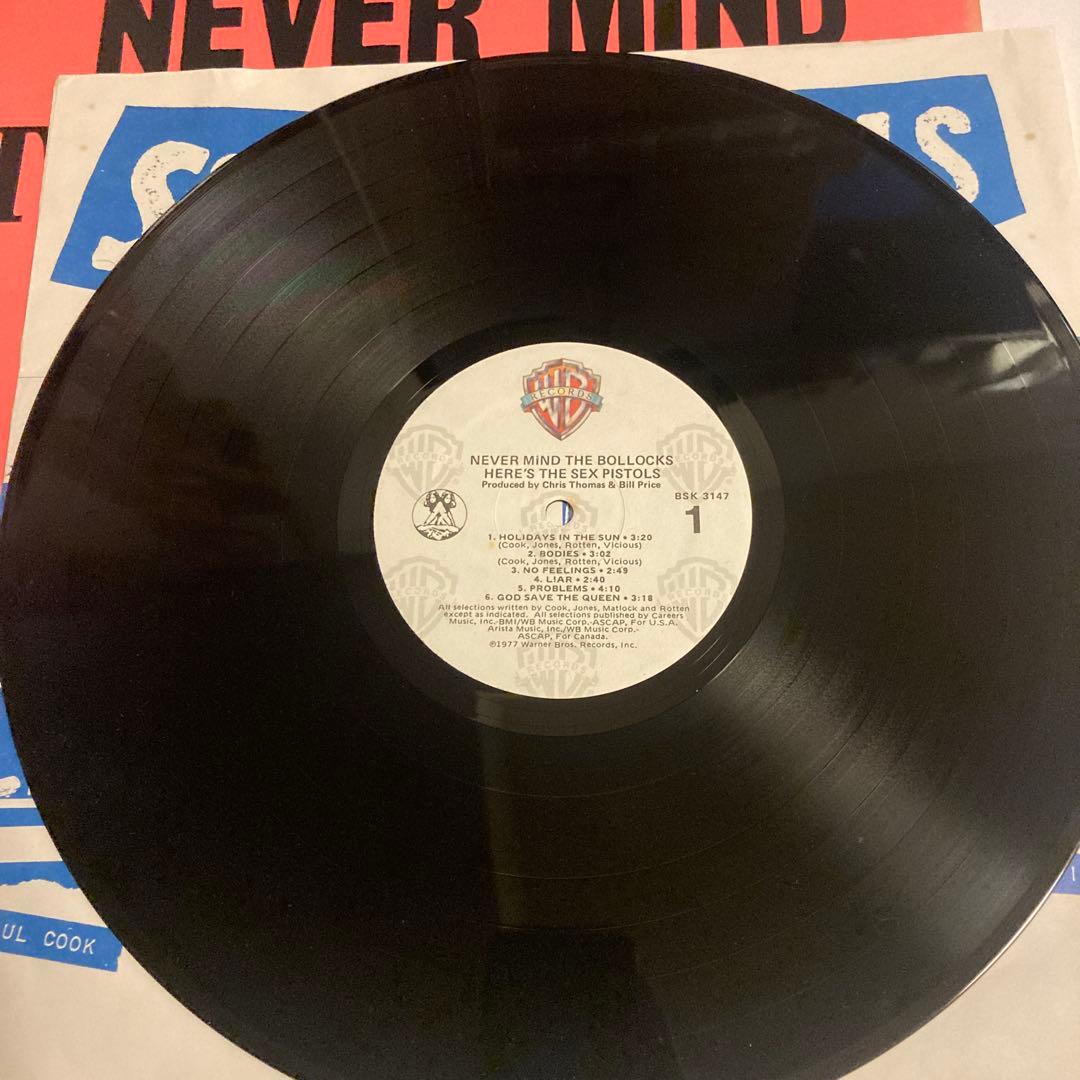 NEVER MIND
UL COOK
WB
RECORDS
NEVER MIND THE BOLLOCKS
HERE'S THE SEX PISTOLS
Produced by Chris Thomas & Bill Price
BSK 3147
1
1. HOLIDAYS IN THE SUN • 3:20
(Cook, Jones, Rotten, Vicious)
2. BODIES • 3:02
(Cook, Jones, Rotten, Vicious)
3. NO FEELINGS • 2:49
4. L!AR • 2:40
5. PROBLEMS • 4:10
6. GOD SAVE THE QUEEN • 3:18
All selections written by Cook, Jones, Matlock and Rotten
except as indicated. All selections published by Careers
Music, Inc.-BMI/WB Music Corp.-ASCAP, For U.S.A.
Arista Music, Inc./WB Music Corp.-
ASCAP, For Canada.
℗1977 Warner Bros. Records, Inc.